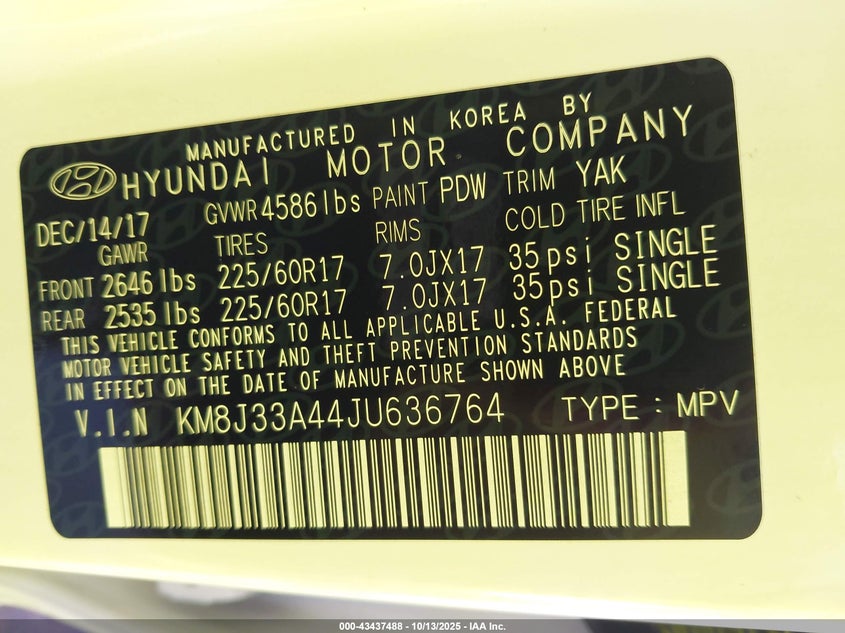 MANUFACTURED IN KOREA BY
HYUNDAI MOTOR COMPANY
DEC/14/17 GVWR 4586 lbs PAINT PDW TRIM YAK
GAWR TIRES RIMS COLD TIRE INFL
FRONT 2646 lbs 225/60R17 7.0JX17 35psi SINGLE
REAR 2535 lbs 225/60R17 7.0JX17 35psi SINGLE
THIS VEHICLE CONFORMS TO ALL APPLICABLE U.S.A. FEDERAL
MOTOR VEHICLE SAFETY AND THEFT PREVENTION STANDARDS
IN EFFECT ON THE DATE OF MANUFACTURE SHOWN ABOVE
V.I.N KM8J33A44JU636764 TYPE : MPV
000-43437488 - 10/13/2025 - IAA Inc.